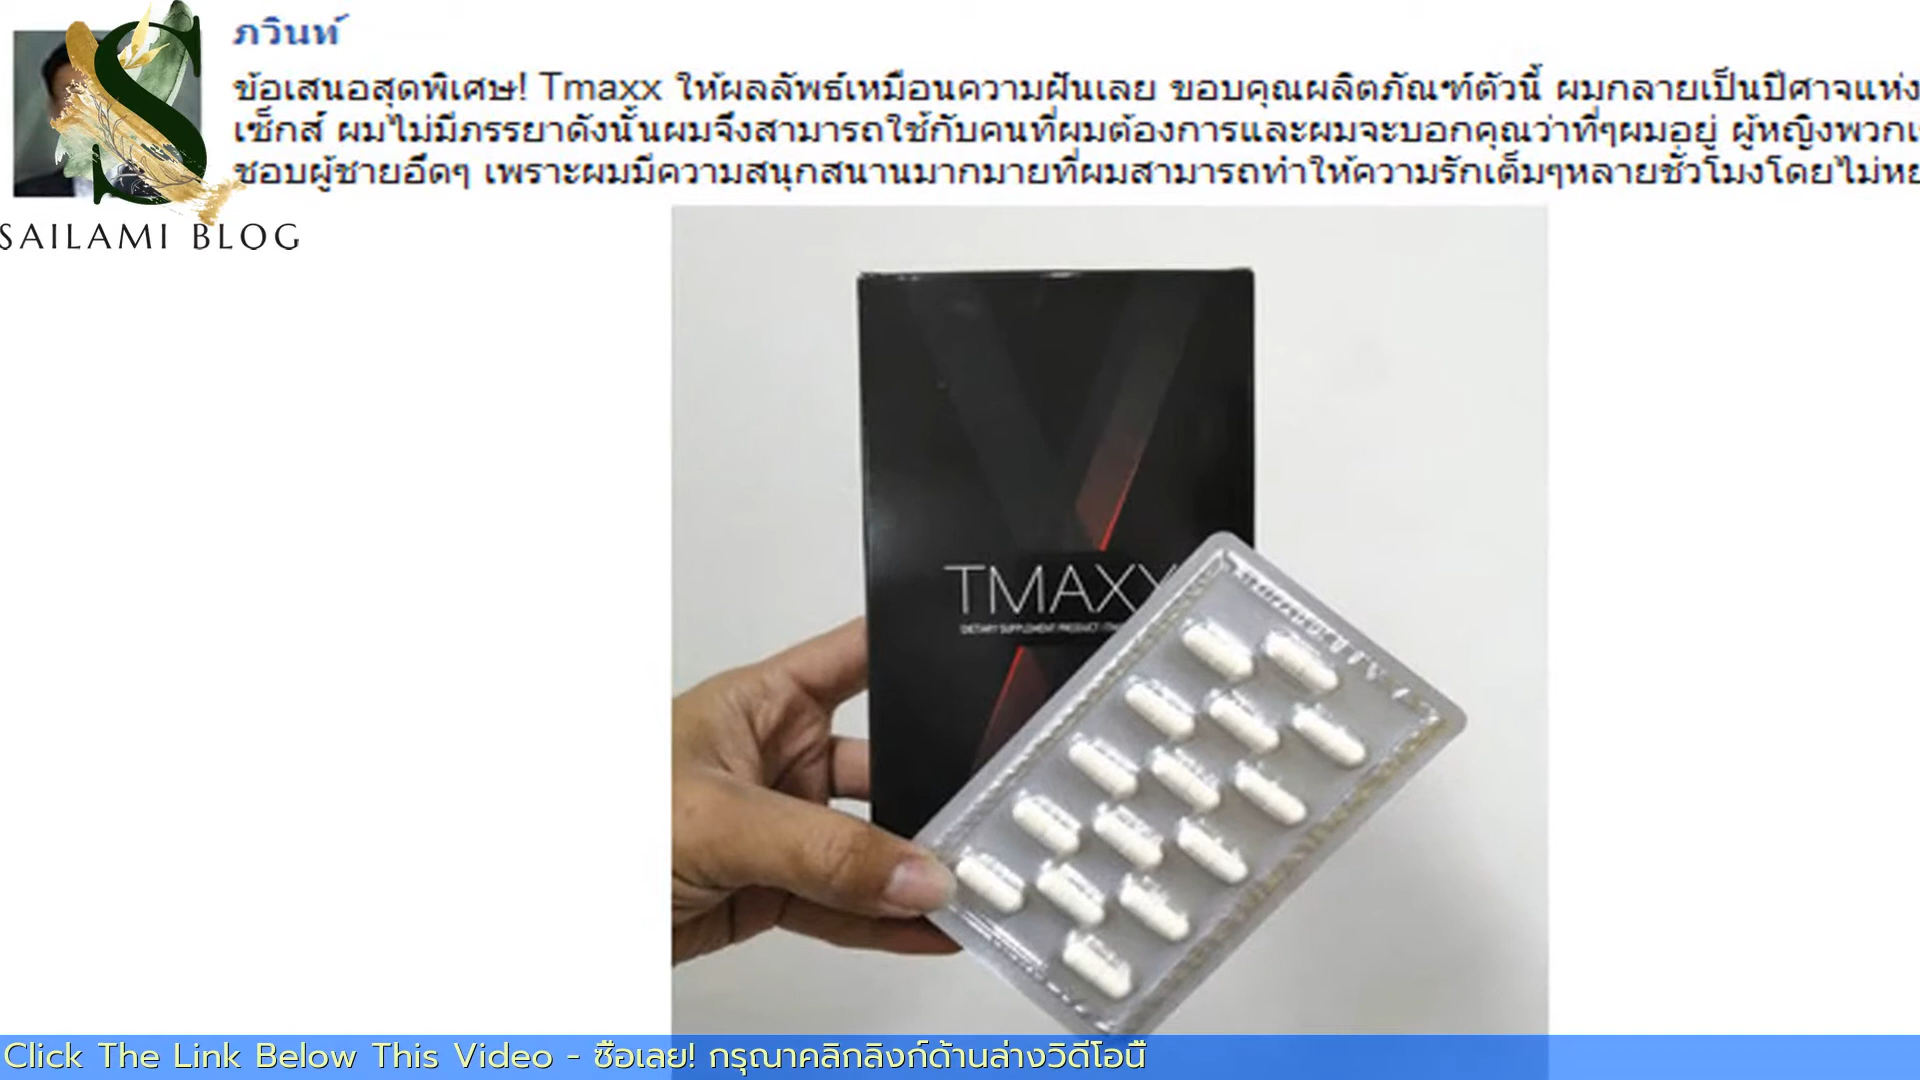 ภวินท์
ข้อเสนอสุดพิเศษ! Tmaxx ให้ผลลัพธ์เหมือนความฝันเลย ขอบคุณผลิตภัณฑ์ตัวนี้ ผมกลายเป็นปีศาจแห่ง
เซ็กส์ ผมไม่มีภรรยาดังนั้นผมจึงสามารถใช้กับคนที่ผมต้องการและผมจะบอกคุณว่าที่ๆผมอยู่ ผู้หญิงพวก
ชอบผู้ชายอึดๆ เพราะผมมีความสนุกสนานมากมายที่ผมสามารถทำให้ความรักเต็มๆหลายชั่วโมงโดยไม่
S
SAILAMI BLOG
TMAXX
DIETARY SUPPLEMENT PRODUCT
Click The Link Below This Video - ซื้อเลย! กรุณาคลิกลิงก์ด้านล่างวิดีโอนี้